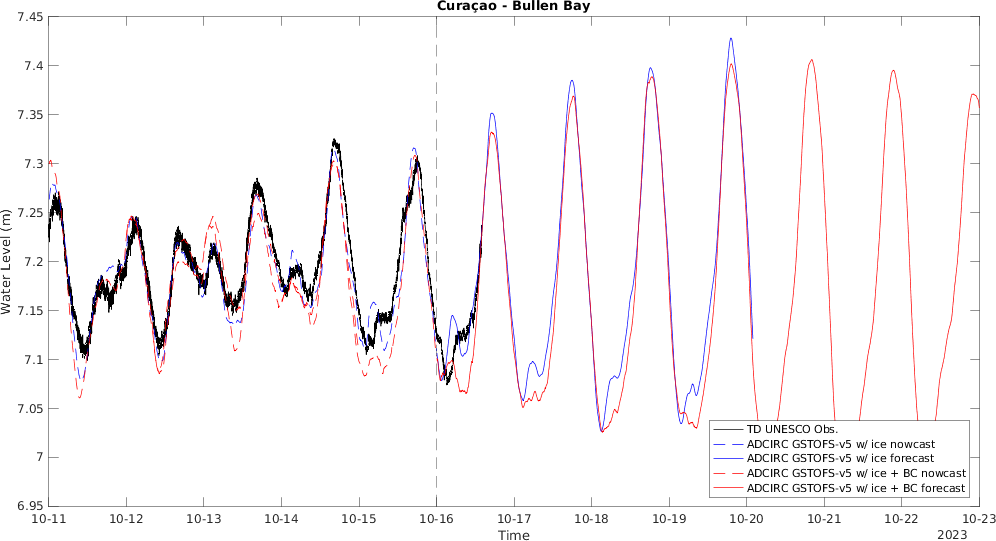 Curaçao - Bullen Bay
7.45
7.4
7.35
7.3
7.25
7.2
7.15
7.1
7.05
7
6.95
Water Level (m)
TD UNESCO Obs.
ADCIRC GSTOFS-v5 w/ ice nowcast
ADCIRC GSTOFS-v5 w/ ice forecast
ADCIRC GSTOFS-v5 w/ ice + BC nowcast
ADCIRC GSTOFS-v5 w/ ice + BC forecast
10-11 10-12 10-13 10-14 10-15 10-16 10-17 10-18 10-19 10-20 10-21 10-22 10-23
Time
2023